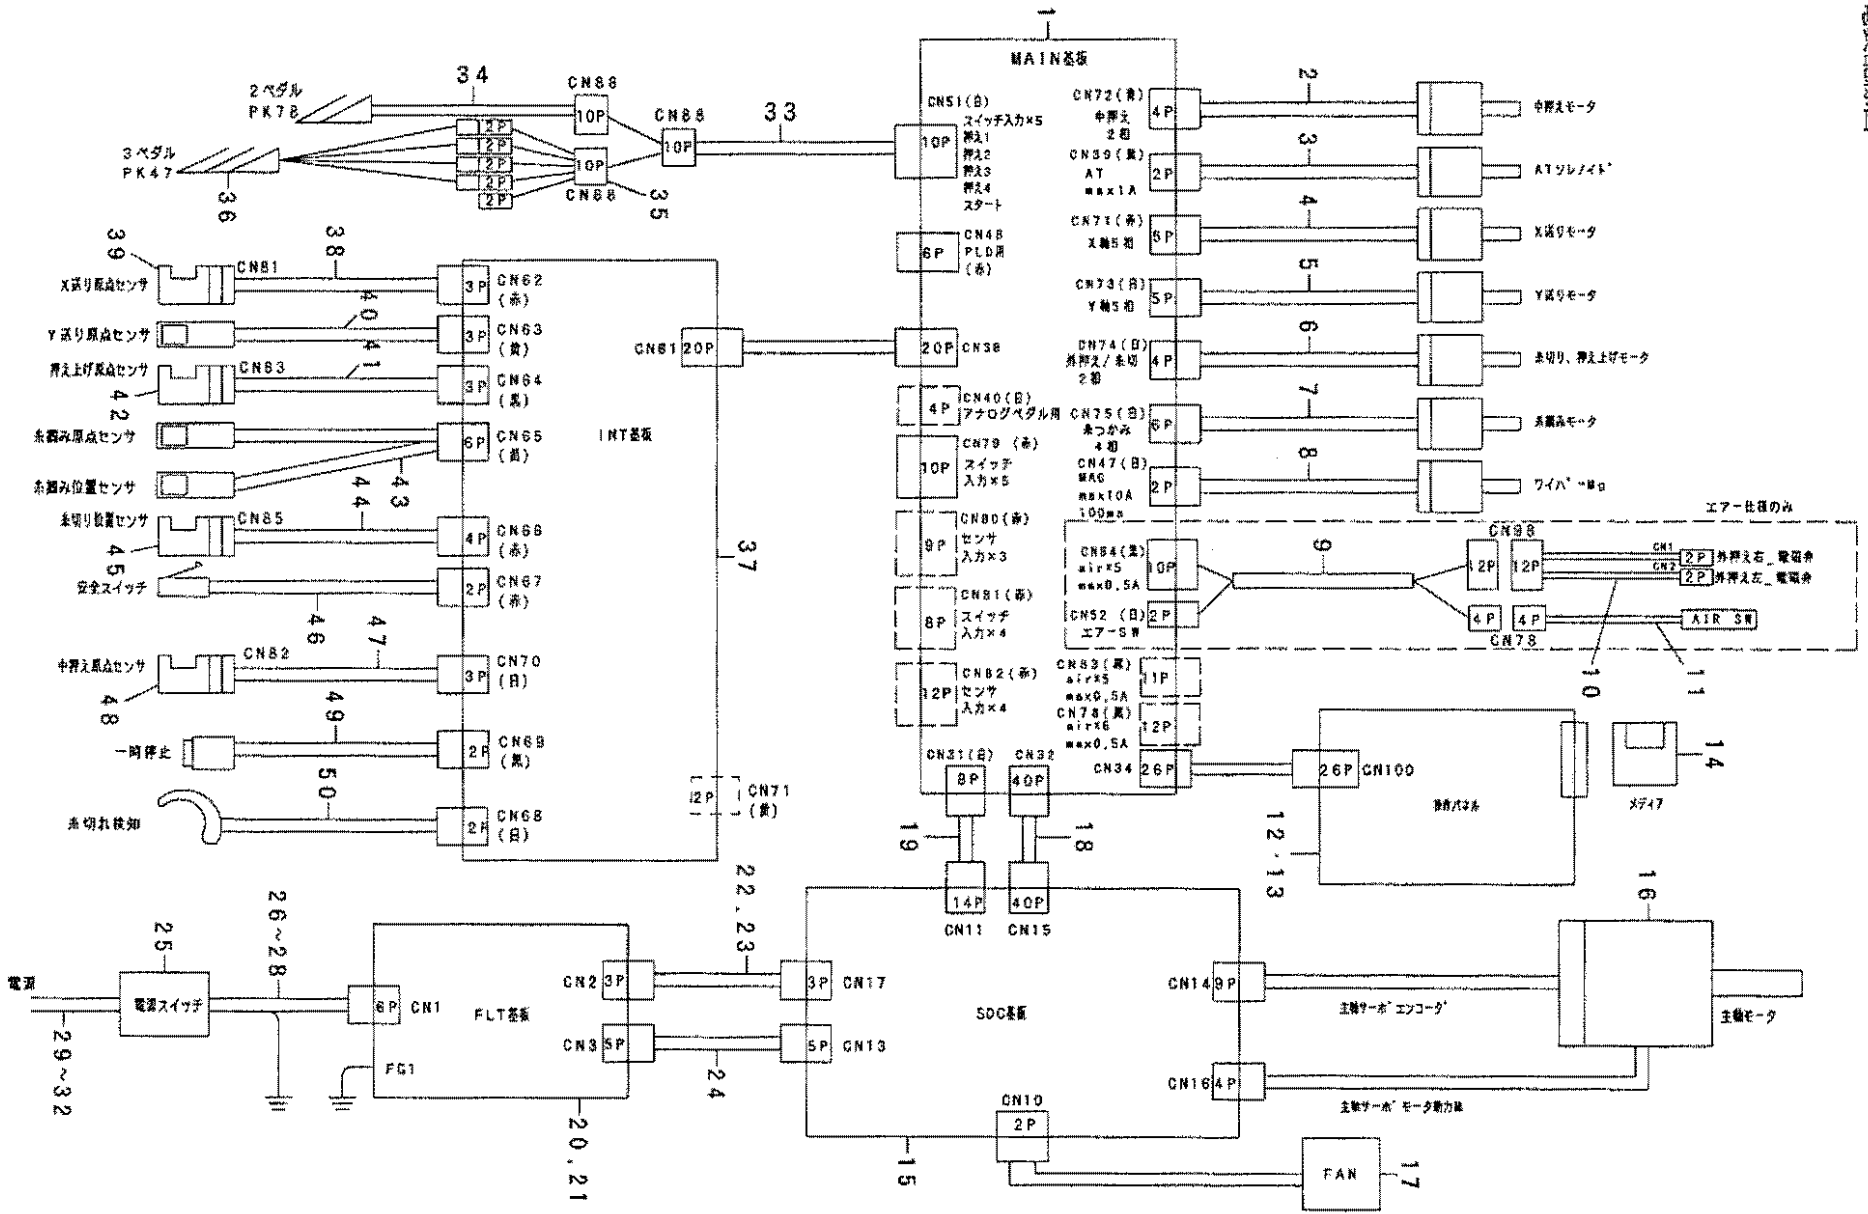 1
MAIN基板
2ペダル
PK78
34
CN88
10P
CN88
10P
33
3ペダル
PK47
2P
2P
2P
2P
2P
10P
CN88
36
35
CN51(白)
スイッチ入力×5
押え1
押え2
押え3
押え4
スタート
10P
CN48
PLD用
(赤)
6P
CN72(青)
中押え
2相
4P
2
中押えモータ
CN39(黒)
AT
max1A
2P
3
ATソレノイド
CN71(赤)
X軸5相
5P
4
X送りモータ
CN73(白)
Y軸5相
5P
5
Y送りモータ
CN74(白)
外押え/糸切
2相
4P
6
糸切り、押え上げモータ
CN75(白)
糸つかみ
4相
6P
7
糸掴みモータ
CN47(白)
MAG
max10A
100ms
2P
8
39
X送り原点センサ
CN81
38
3P
CN62
(赤)
Y送り原点センサ
40
3P
CN63
(黄)
押え上げ原点センサ
CN83
41
3P
CN64
(黒)
42
糸掴み原点センサ
6P
CN65
(黄)
糸掴み位置センサ
43
糸切り位置センサ
CN85
44
4P
CN66
(赤)
45
安全スイッチ
46
2P
CN67
(赤)
中押え原点センサ
CN82
47
3P
CN70
(白)
48
一時停止
49
2P
CN69
(黒)
糸切れ検知
50
2P
CN68
(白)
INT基板
37
CN61
20P
20P
CN38
2P
CN71
(黄)
4P
CN40(白)
アナログペダル用
10P
CN79 (赤)
スイッチ
入力×5
9P
CN80(赤)
センサ
入力×3
8P
CN81(赤)
スイッチ
入力×4
12P
CN82(赤)
センサ
入力×4
エアー仕様のみ
CN84(黒)
air×5
max0.5A
10P
CN52 (白)
エアーSW
2P
9
CN98
12P
12P
CN1
2P
外押え右_電磁弁
CN2
2P
外押え左_電磁弁
4P
4P
CN78
AIR SW
10
11
CN83(黒)
air×5
max0.5A
11P
CN78(黒)
air×6
max0.5A
12P
CN34
26P
26P
CN100
操作パネル
12・13
14
メディア
CN31(白)
8P
CN32
40P
19
18
14P
CN11
40P
CN15
電源
29~32
25
電源スイッチ
26~28
6P
CN1
FLT基板
FG1
20,21
CN2
3P
22,23
3P
CN17
CN3
5P
24
5P
CN13
SDC基板
15
CN14
9P
主軸サーボエンコーダ
16
主軸モータ
CN16
4P
主軸サーボモータ動力線
CN10
2P
FAN
17